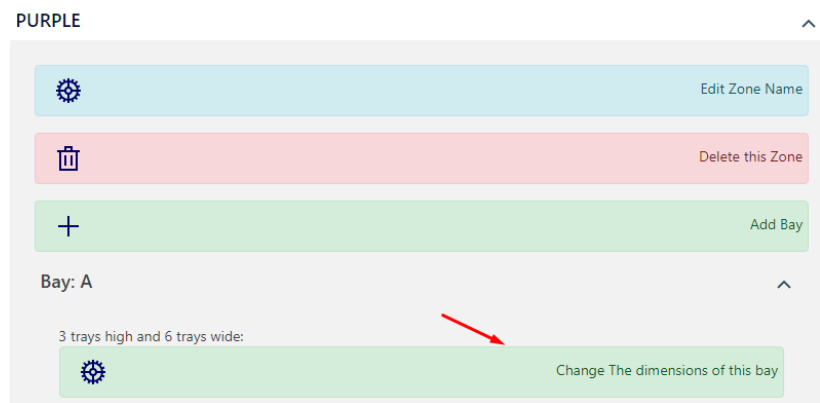 PURPLE
Edit Zone Name
Delete this Zone
Add Bay
Bay: A
3 trays high and 6 trays wide:
Change The dimensions of this bay